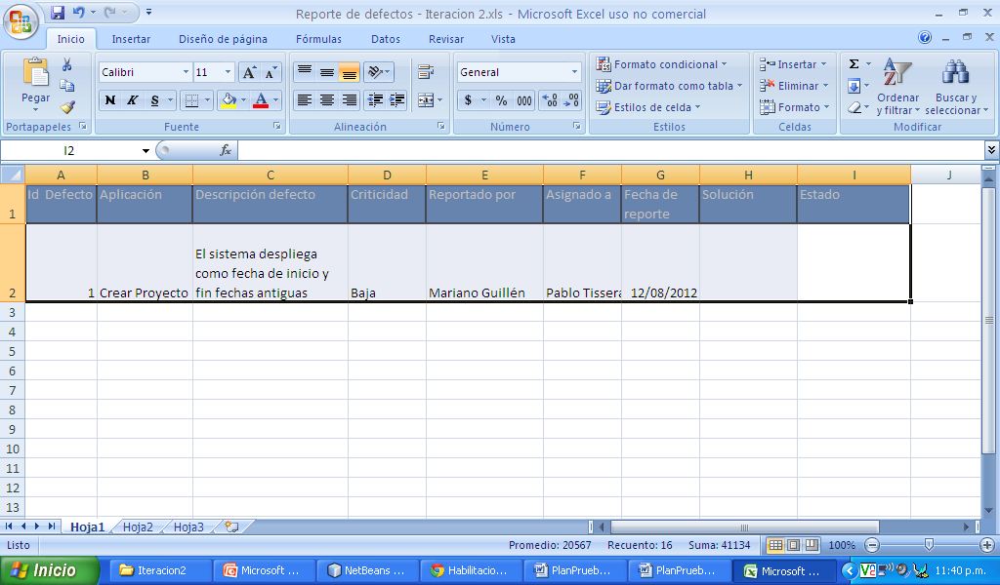 Reporte de defectos - Iteracion 2.xls - Microsoft Excel uso no comercial
Inicio Insertar Diseño de página Fórmulas Datos Revisar Vista
Pegar
Portapapeles
Calibri 11
N K S
Fuente
Alineación
General
$ % 000
Número
Formato condicional
Dar formato como tabla
Estilos de celda
Estilos
Insertar
Eliminar
Formato
Celdas
Σ
Ordenar
y filtrar
Buscar y
seleccionar
Modificar
I2 fx
A B C D E F G H I J
1 Id Defecto Aplicación Descripción defecto Criticidad Reportado por Asignado a Fecha de
reporte Solución Estado
2 1 Crear Proyecto El sistema despliega
como fecha de inicio y
fin fechas antiguas Baja Mariano Guillén Pablo Tissera 12/08/2012
3
4
5
6
7
8
9
10
11
12
13
Hoja1 Hoja2 Hoja3
Listo Promedio: 20567 Recuento: 16 Suma: 41134 100%
Inicio Iteracion2 Microsoft ... NetBeans ... Habilitacio... PlanPrueb... PlanPrueb... Microsoft ... 11:40 p.m.